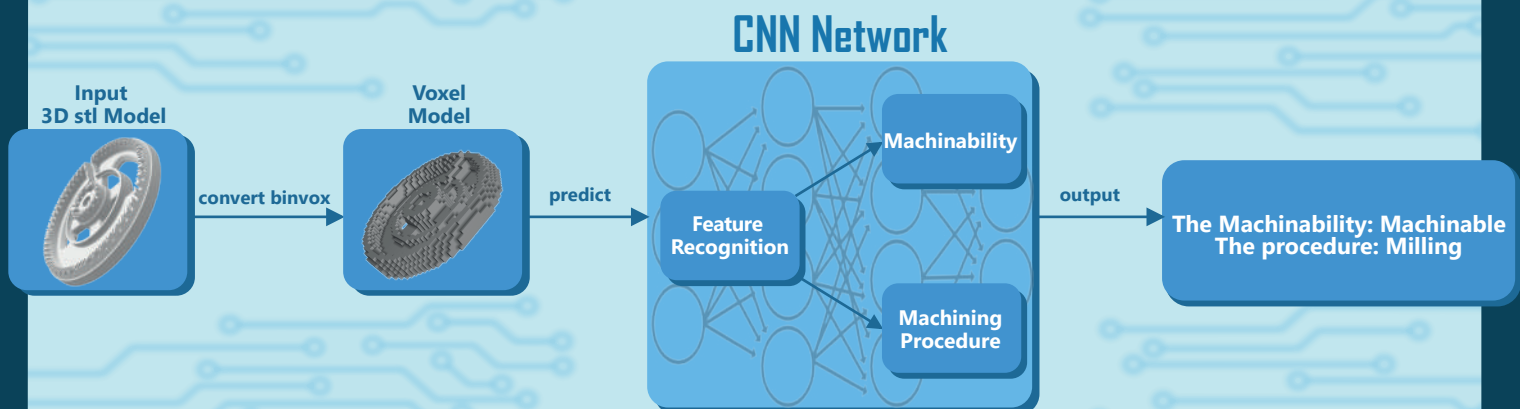 CNN Network
Input
3D stl Model
convert binvox
Voxel
Model
predict
Feature
Recognition
Machinability
Machining
Procedure
output
The Machinability: Machinable
The procedure: Milling